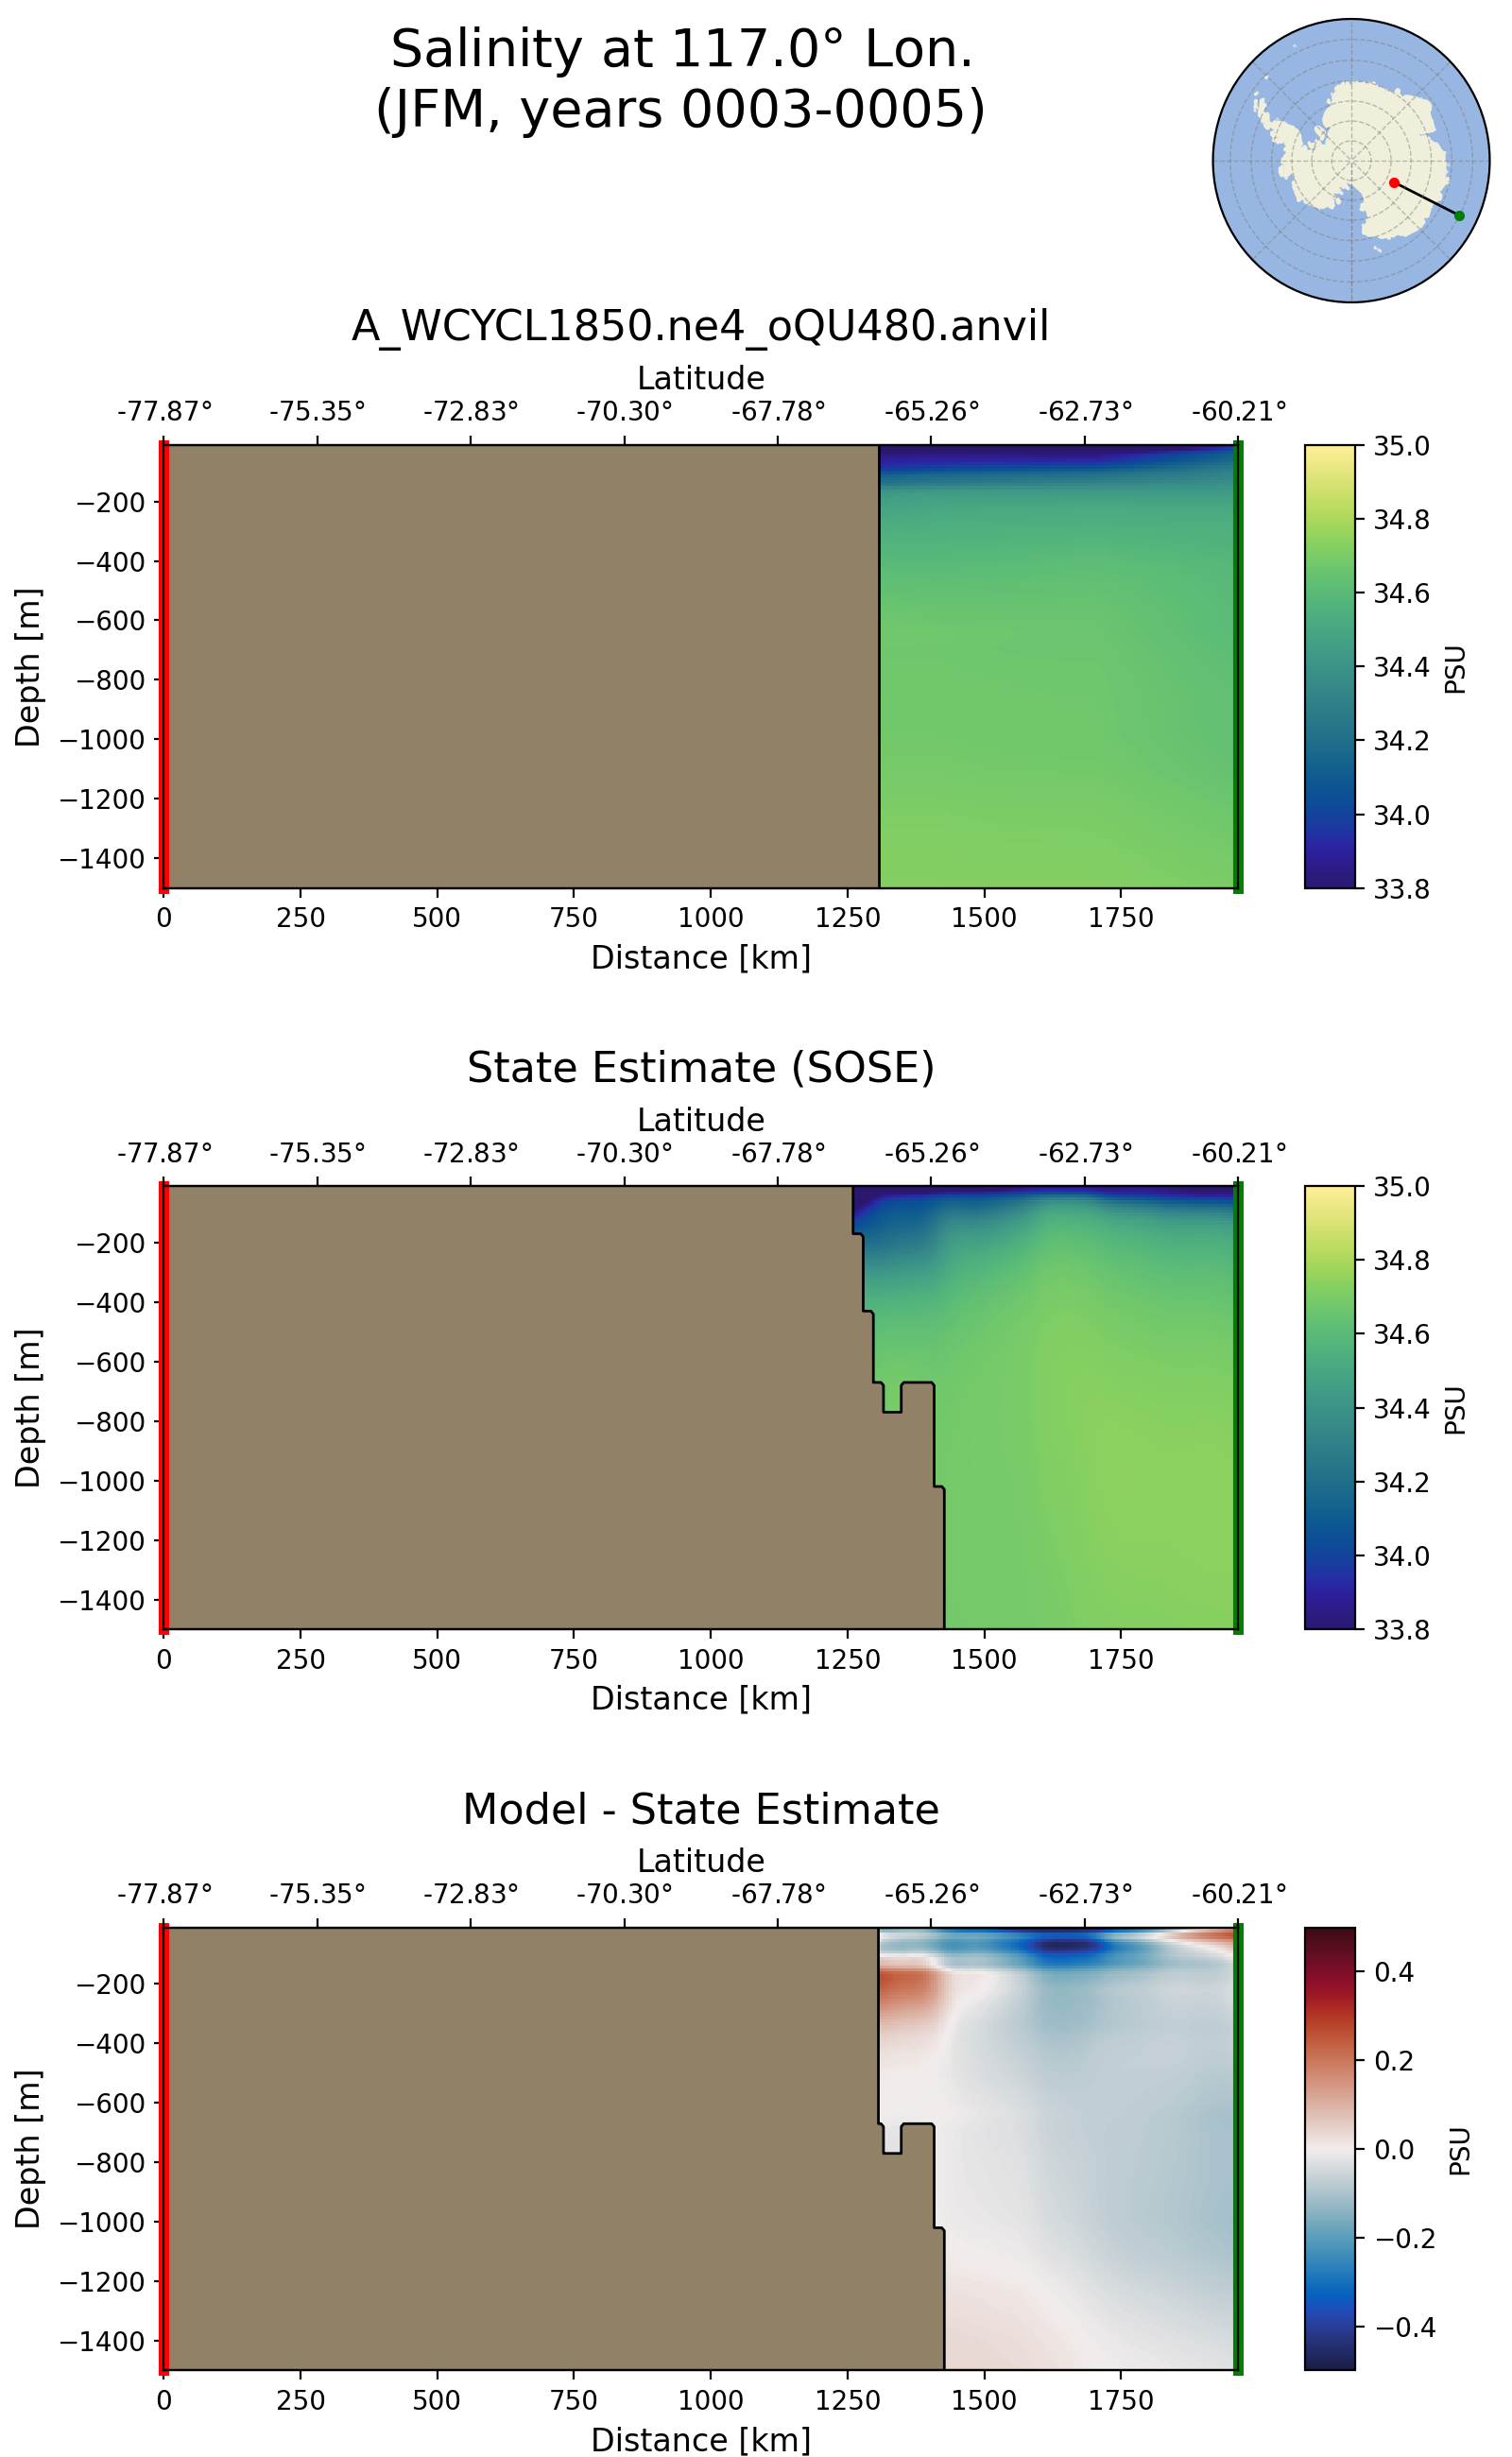 Salinity at 117.0° Lon.
(JFM, years 0003-0005)
A_WCYCL1850.ne4_oQU480.anvil
Latitude
-77.87° -75.35° -72.83° -70.30° -67.78° -65.26° -62.73° -60.21°
Depth [m]
−200
−400
−600
−800
−1000
−1200
−1400
0 250 500 750 1000 1250 1500 1750
Distance [km]
35.0
34.8
34.6
34.4
34.2
34.0
33.8
PSU
State Estimate (SOSE)
Latitude
-77.87° -75.35° -72.83° -70.30° -67.78° -65.26° -62.73° -60.21°
Depth [m]
−200
−400
−600
−800
−1000
−1200
−1400
0 250 500 750 1000 1250 1500 1750
Distance [km]
35.0
34.8
34.6
34.4
34.2
34.0
33.8
PSU
Model - State Estimate
Latitude
-77.87° -75.35° -72.83° -70.30° -67.78° -65.26° -62.73° -60.21°
Depth [m]
−200
−400
−600
−800
−1000
−1200
−1400
0 250 500 750 1000 1250 1500 1750
Distance [km]
0.4
0.2
0.0
−0.2
−0.4
PSU